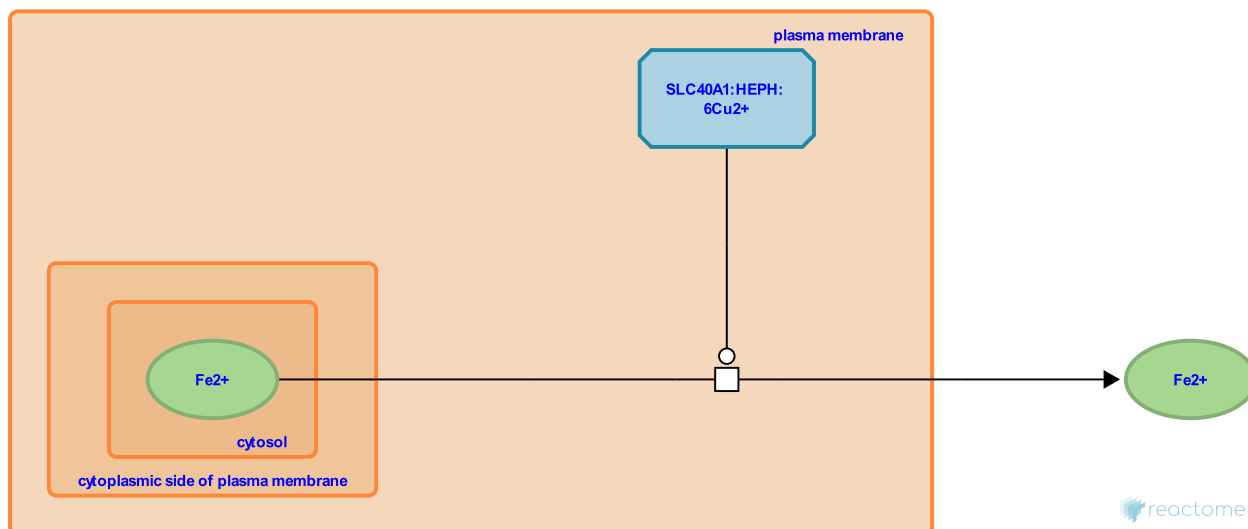 plasma membrane
SLC40A1:HEPH:
6Cu2+
Fe2+
Fe2+
cytosol
cytoplasmic side of plasma membrane
reactome